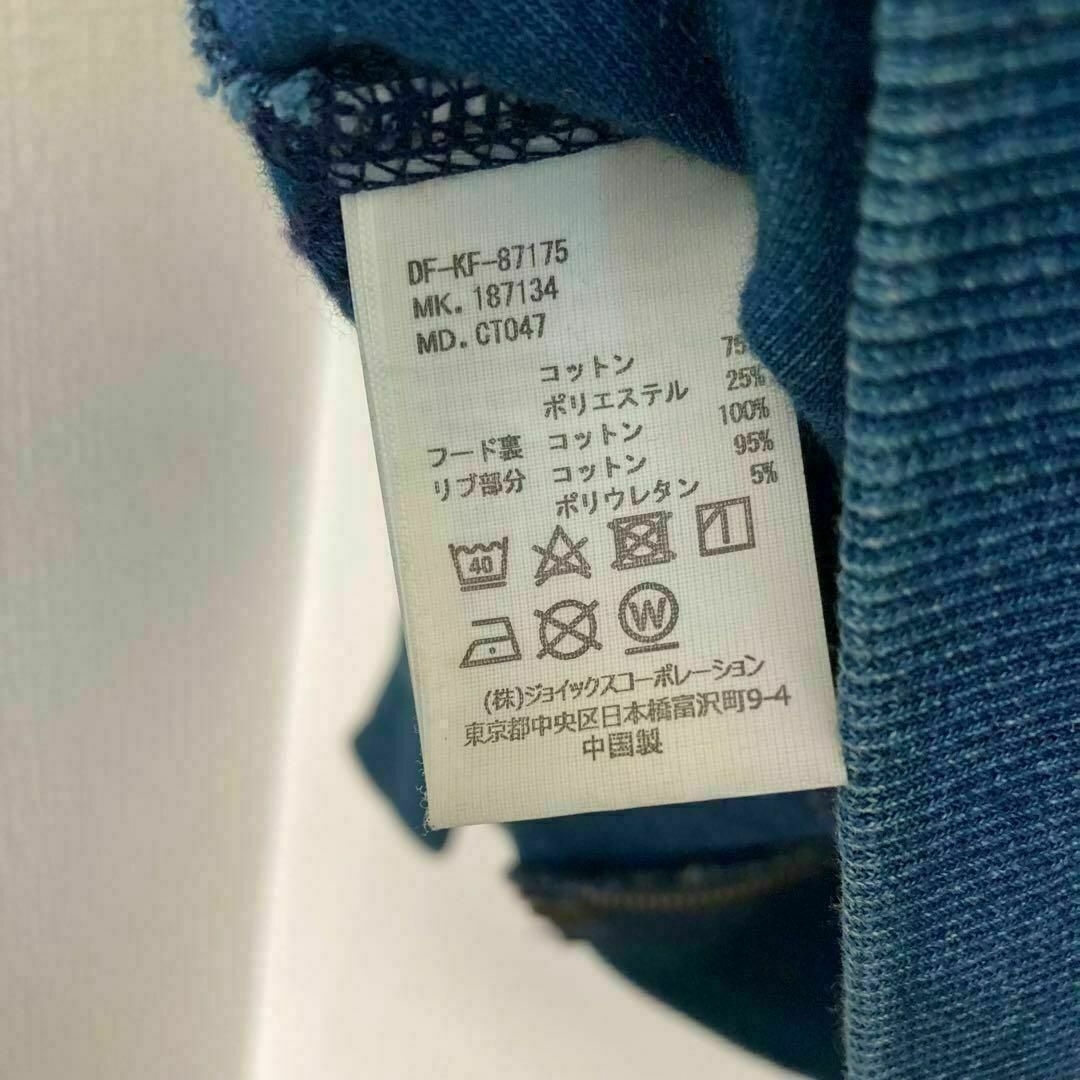 DF-KF-87175
MK. 187134
MD. CT047
コットン 75
ポリエステル 25%
フード裏 コットン 100%
リブ部分 コットン 95%
ポリウレタン 5%
40
W
(株)ジョイックスコーポレーション
東京都中央区日本橋富沢町9-4
中国製